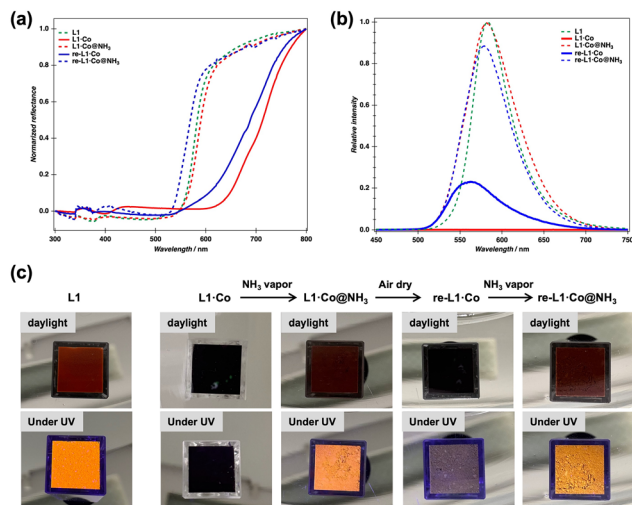 (a)
L1
L1·Co
L1·Co@NH₃
re-L1·Co
re-L1·Co@NH₃
Normarized reflectance
1.0
0.8
0.6
0.4
0.2
0.0
300 400 500 600 700 800
Wavelength / nm
(b)
L1
L1·Co
L1·Co@NH₃
re-L1·Co
re-L1·Co@NH₃
Relative intensity
1.0
0.8
0.6
0.4
0.2
0.0
450 500 550 600 650 700 750
Wavelength / nm
(c)
NH₃ vapor Air dry NH₃ vapor
L1 L1·Co L1·Co@NH₃ re-L1·Co re-L1·Co@NH₃
daylight daylight daylight daylight daylight
Under UV Under UV Under UV Under UV Under UV